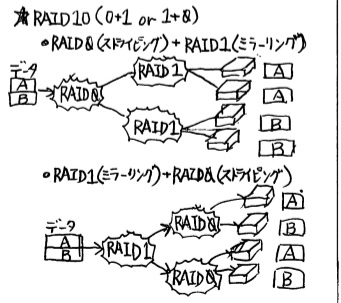 ★RAID10(0+1 or 1+0)
•RAID0(ストライピング)+RAID1(ミラーリング)
データ
A
B
RAID0
RAID1
RAID1
A
A
B
B
•RAID1(ミラーリング)+RAID0(ストライピング)
データ
A
B
RAID1
RAID0
RAID0
A
B
A
B